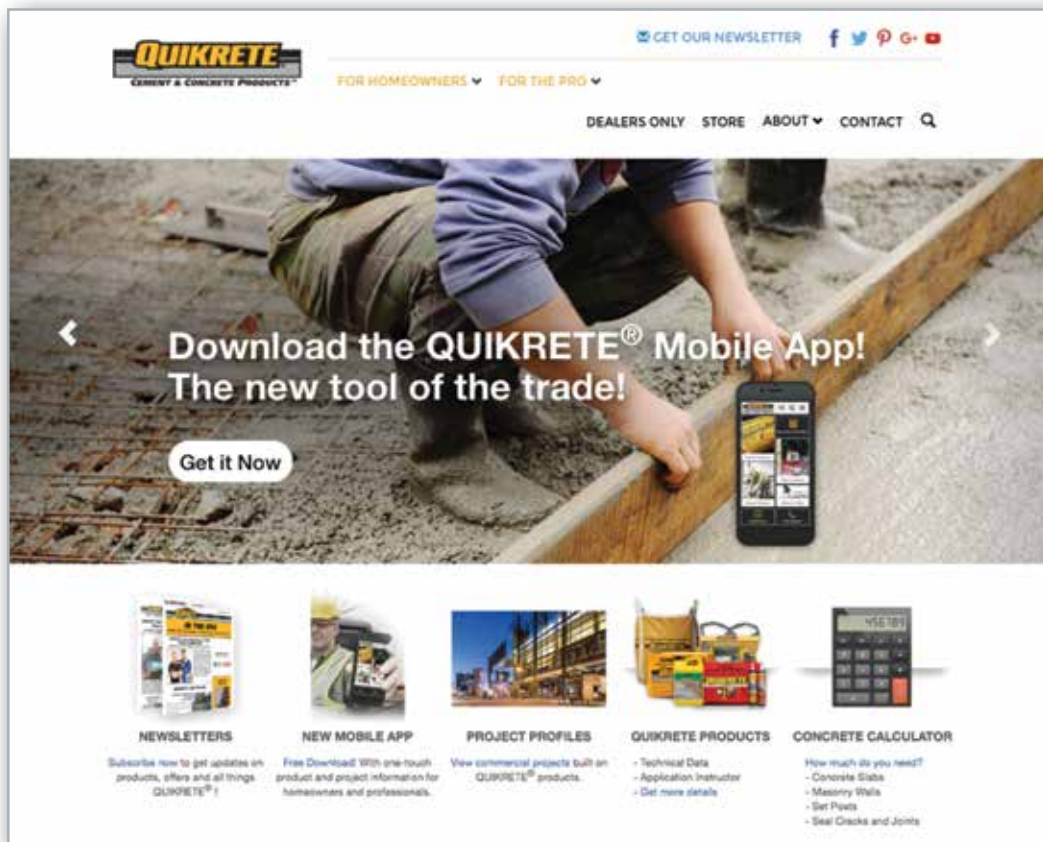 QUIKRETE
CEMENT & CONCRETE PRODUCTS™
GET OUR NEWSLETTER
FOR HOMEOWNERS
FOR THE PRO
DEALERS ONLY STORE ABOUT CONTACT
Download the QUIKRETE® Mobile App!
The new tool of the trade!
Get it Now
456789
NEWSLETTERS
Subscribe now to get updates on
products, offers and all things
QUIKRETE® !
NEW MOBILE APP
Free Download! With one-touch
product and project information for
homeowners and professionals.
PROJECT PROFILES
View commercial projects built on
QUIKRETE® products.
QUIKRETE PRODUCTS
- Technical Data
- Application Instructor
- Get more details
CONCRETE CALCULATOR
How much do you need?
- Concrete Slabs
- Masonry Walls
- Set Posts
- Seal Cracks and Joints